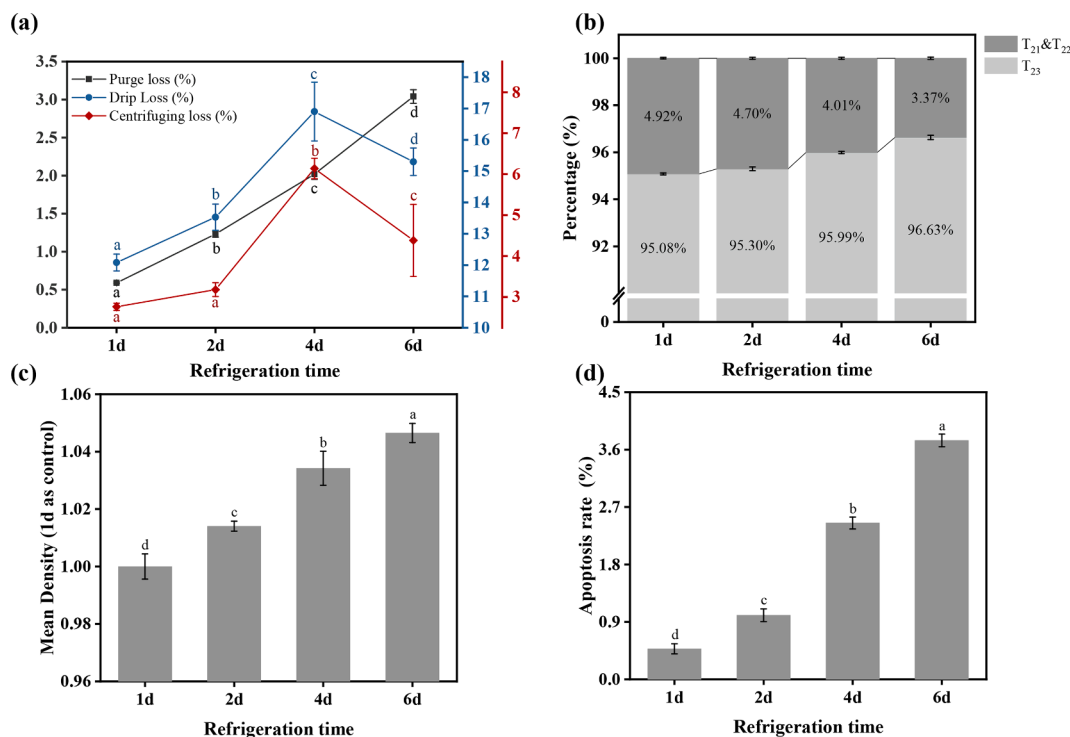 (a)
3.5
3.0
2.5
2.0
1.5
1.0
0.5
0.0
Purge loss (%)
Drip Loss (%)
Centrifuging loss (%)
a
b
c
d
a
b
c
d
a
a
b
c
18
17
16
15
14
13
12
11
10
8
7
6
5
4
3
1d 2d 4d 6d
Refrigeration time
(b)
Percentage (%)
100
98
96
94
92
0
4.92% 4.70% 4.01% 3.37%
95.08% 95.30% 95.99% 96.63%
T21&T22
T23
1d 2d 4d 6d
Refrigeration time
(c)
Mean Density (1d as control)
1.06
1.04
1.02
1.00
0.98
0.96
d c b a
1d 2d 4d 6d
Refrigeration time
(d)
Apoptosis rate (%)
4.5
3.6
2.7
1.8
0.9
0.0
d c b a
1d 2d 4d 6d
Refrigeration time